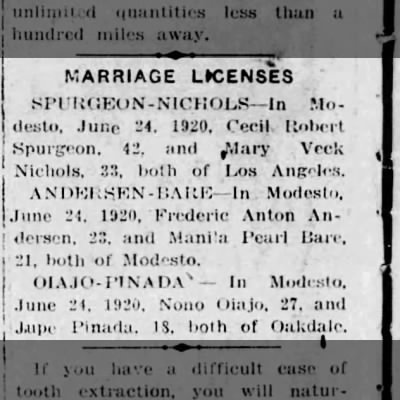 unlimited quantities less than a
hundred miles away.
MARRIAGE LICENSES
SPURGEON-NICHOLS—In Mo-
desto, June 24, 1920, Cecil Robert
Spurgeon, 42, and Mary Veck
Nichols, 33, both of Los Angeles.
ANDERSEN-BARE—In Modesto,
June 24, 1920, Frederic Anton An-
dersen, 23, and Manila Pearl Bare,
21, both of Modesto.
OIAJO-PINADA — In Modesto,
June 24, 1920, Nono Oiajo, 27, and
Jupe Pinada, 18, both of Oakdale.
If you have a difficult case of
tooth extraction, you will natur-